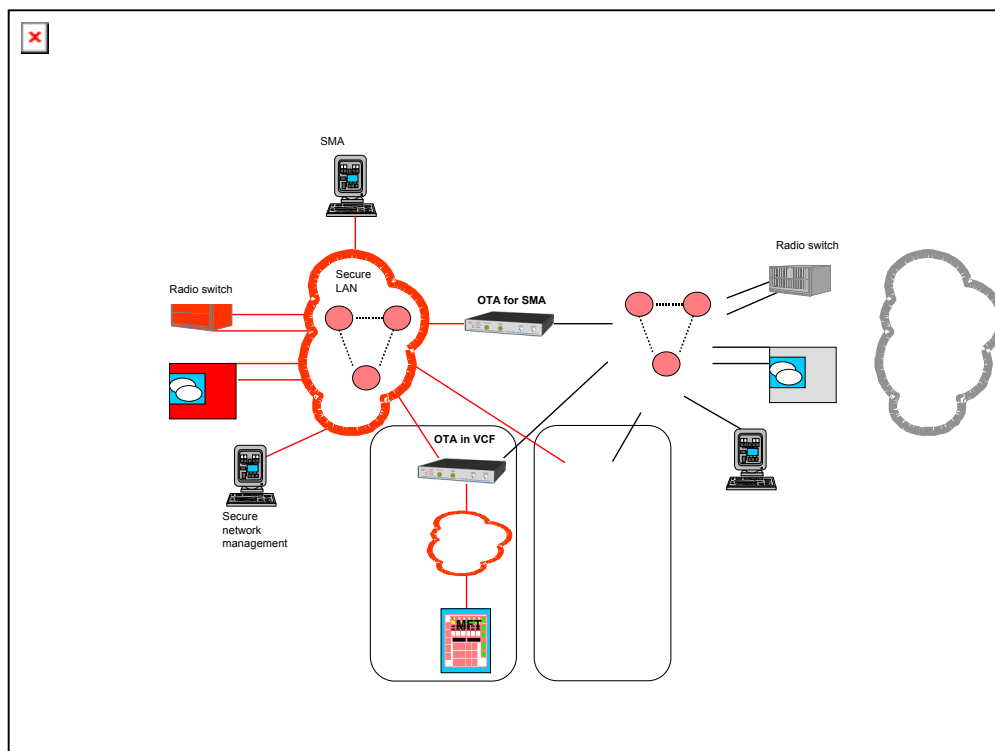 SMA
Radio switch
Secure
LAN
Radio switch
OTA for SMA
OTA in VCF
MFT
Secure
network
management